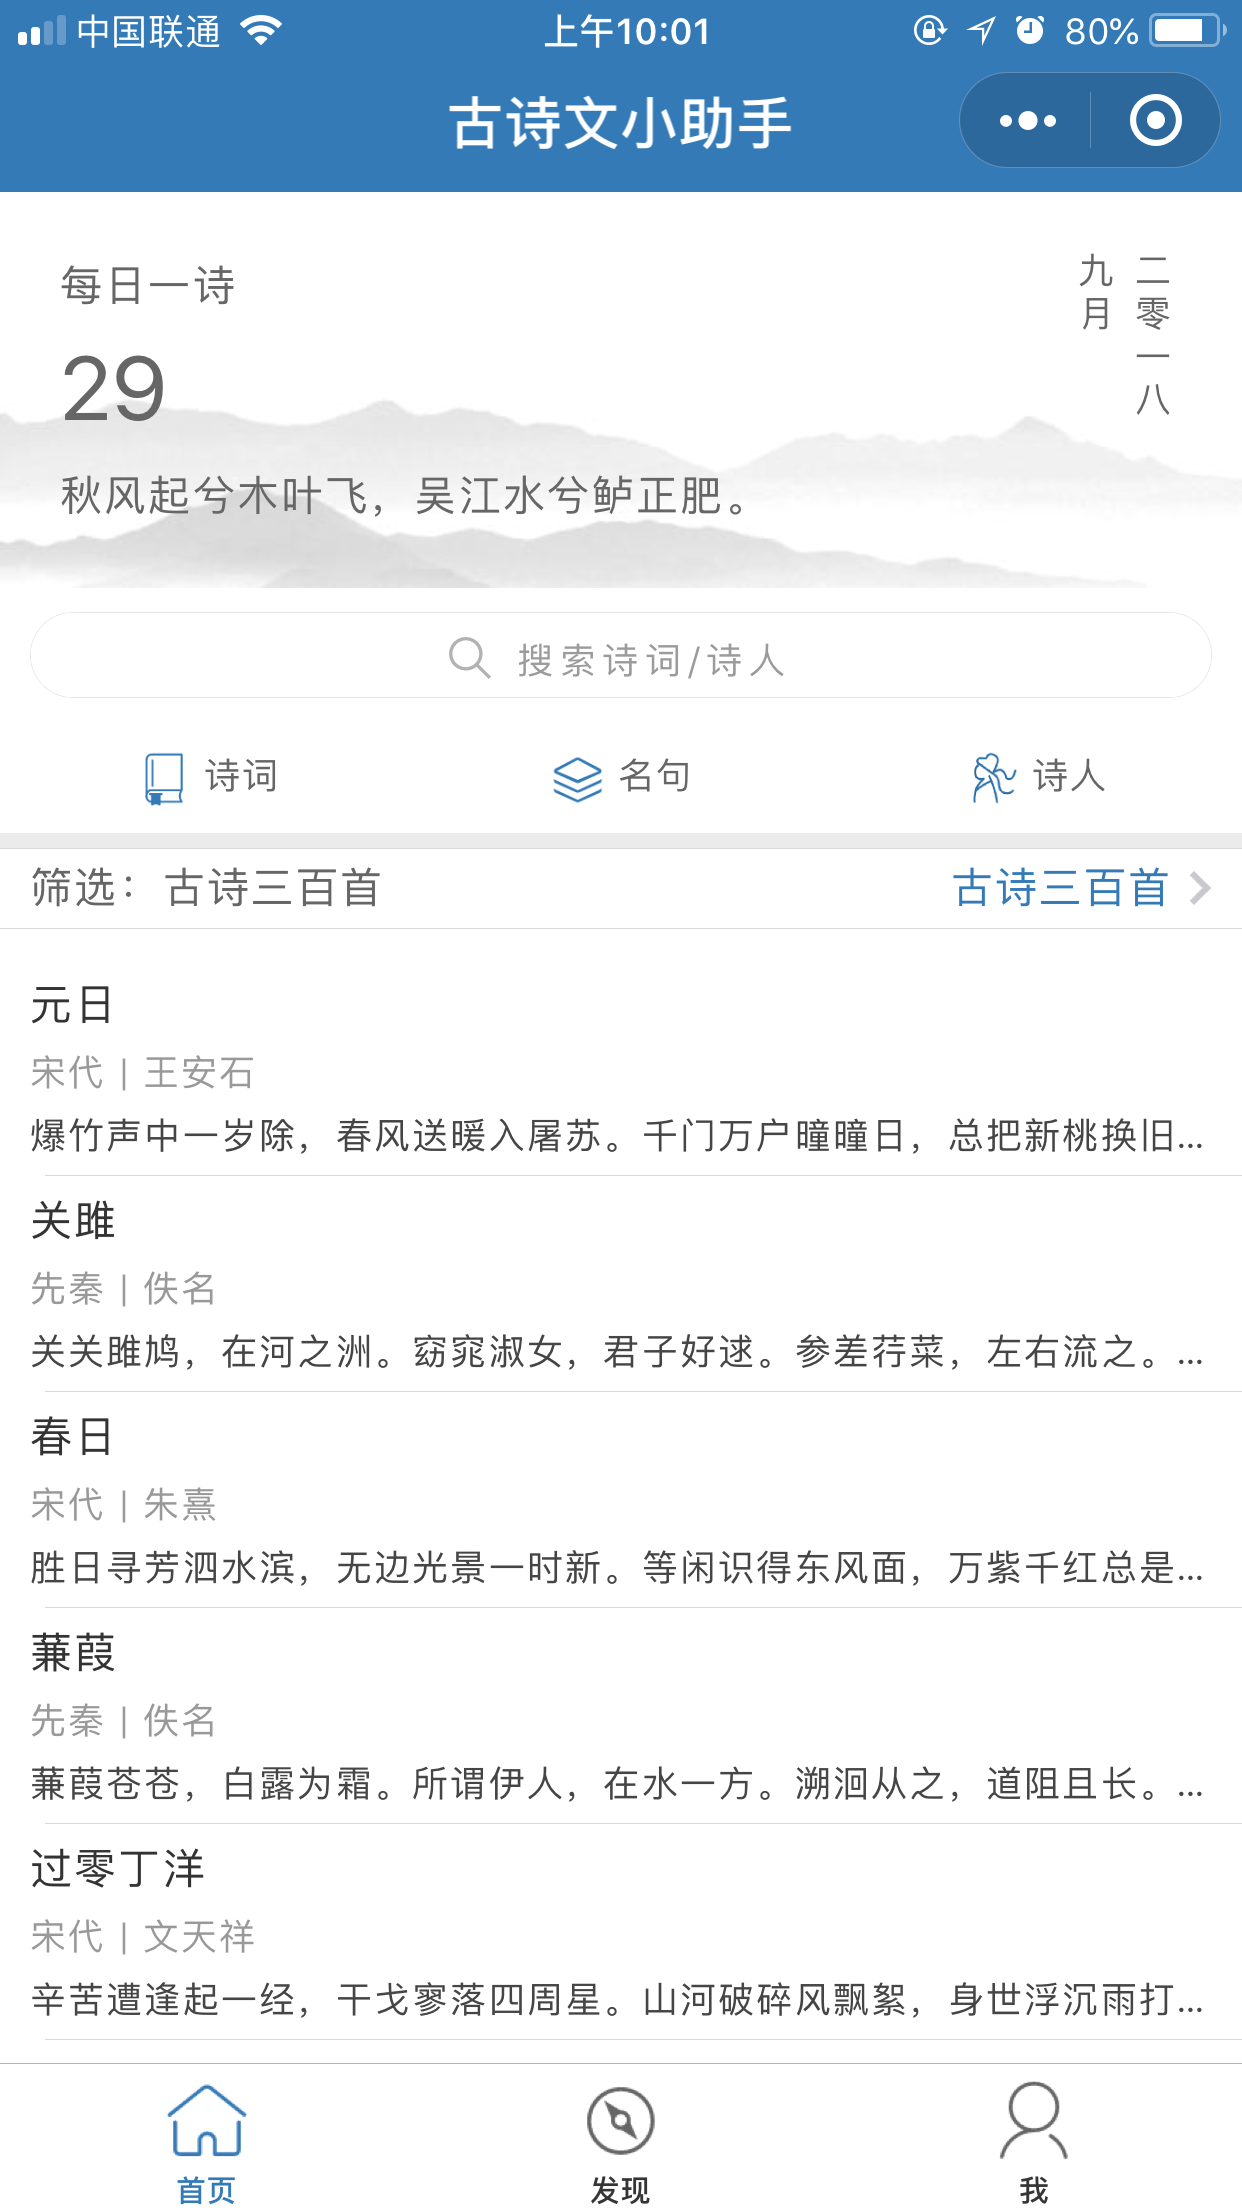 中国联通 上午10:01 80%
古诗文小助手
每日一诗
二零一八
九月
29
秋风起兮木叶飞，吴江水兮鲈正肥。
搜索诗词/诗人
诗词 名句 诗人
筛选：古诗三百首 古诗三百首
元日
宋代 | 王安石
爆竹声中一岁除，春风送暖入屠苏。千门万户曈曈日，总把新桃换旧...
关雎
先秦 | 佚名
关关雎鸠，在河之洲。窈窕淑女，君子好逑。参差荇菜，左右流之。...
春日
宋代 | 朱熹
胜日寻芳泗水滨，无边光景一时新。等闲识得东风面，万紫千红总是...
蒹葭
先秦 | 佚名
蒹葭苍苍，白露为霜。所谓伊人，在水一方。溯洄从之，道阻且长。...
过零丁洋
宋代 | 文天祥
辛苦遭逢起一经，干戈寥落四周星。山河破碎风飘絮，身世浮沉雨打...
首页 发现 我